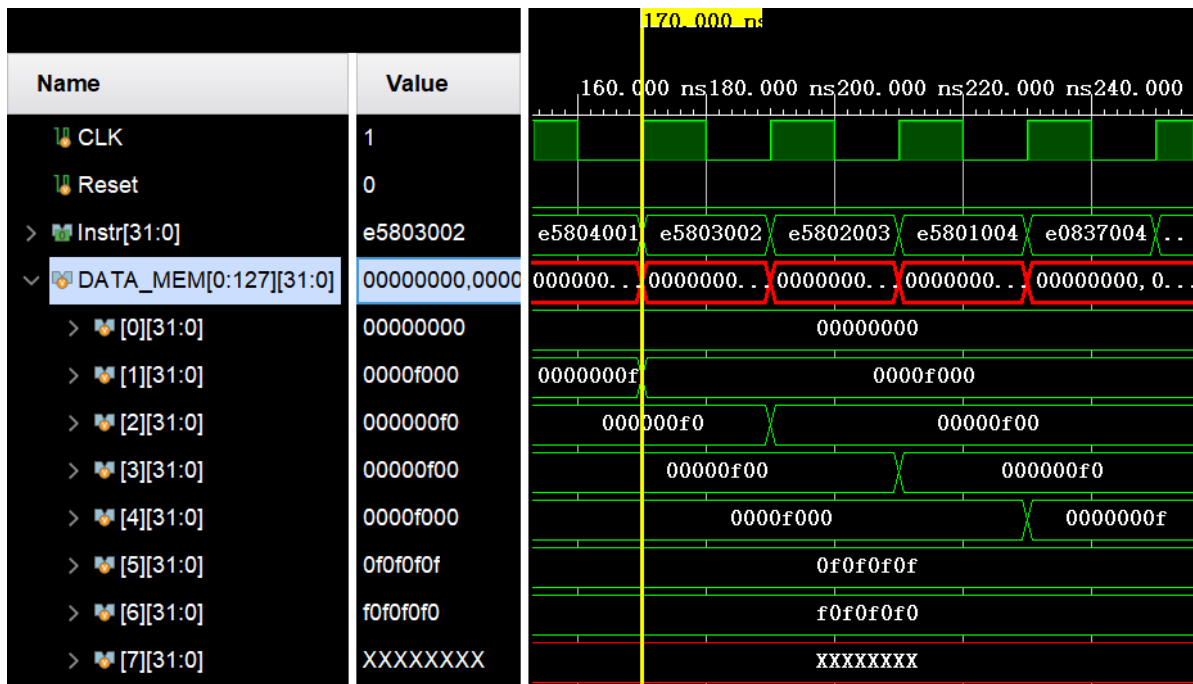 170.000 ns
Name Value
160.000 ns 180.000 ns 200.000 ns 220.000 ns 240.000
CLK 1
Reset 0
Instr[31:0] e5803002 e5804001 e5803002 e5802003 e5801004 e0837004 ..
DATA_MEM[0:127][31:0] 00000000,0000 000000... 0000000... 0000000... 0000000... 00000000,0...
[0][31:0] 00000000 00000000
[1][31:0] 0000f000 0000000f 0000f000
[2][31:0] 000000f0 000000f0 00000f00
[3][31:0] 00000f00 00000f00 000000f0
[4][31:0] 0000f000 0000f000 0000000f
[5][31:0] 0f0f0f0f 0f0f0f0f
[6][31:0] f0f0f0f0 f0f0f0f0
[7][31:0] XXXXXXXX XXXXXXXX